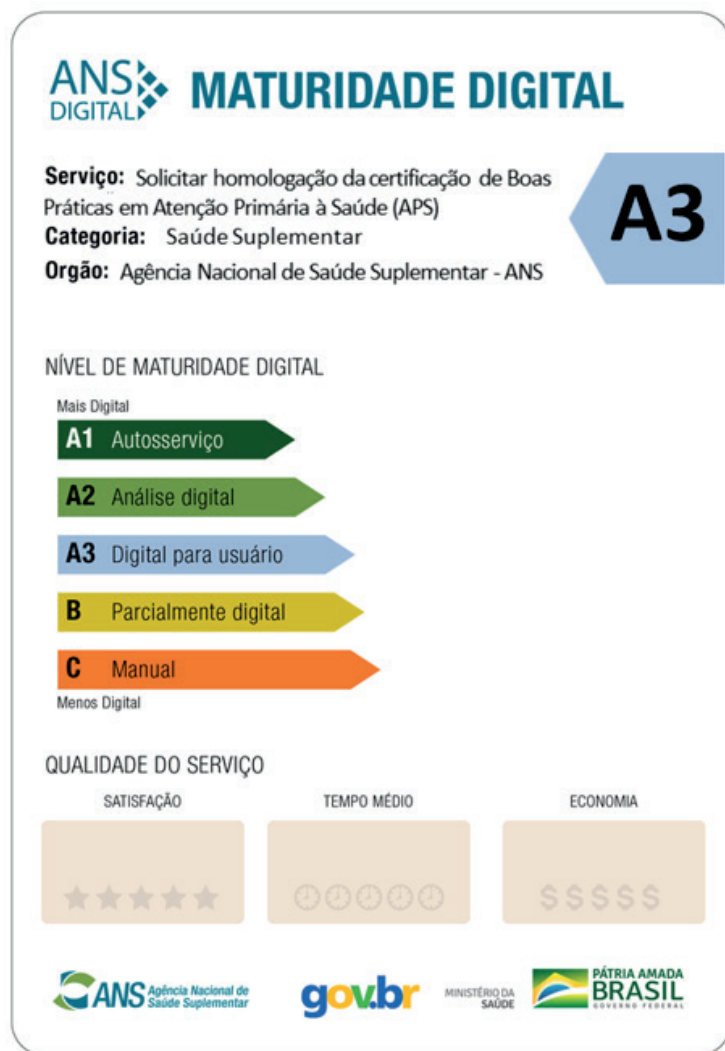 ANS
DIGITAL
MATURIDADE DIGITAL
Serviço: Solicitar homologação da certificação de Boas
Práticas em Atenção Primária à Saúde (APS)
Categoria: Saúde Suplementar
Orgão: Agência Nacional de Saúde Suplementar - ANS
A3
NÍVEL DE MATURIDADE DIGITAL
Mais Digital
A1 Autosserviço
A2 Análise digital
A3 Digital para usuário
B Parcialmente digital
C Manual
Menos Digital
QUALIDADE DO SERVIÇO
SATISFAÇÃO
TEMPO MÉDIO
ECONOMIA
$$$$$
ANS Agência Nacional de
Saúde Suplementar
gov.br
MINISTÉRIO DA
SAÚDE
PÁTRIA AMADA
BRASIL
GOVERNO FEDERAL